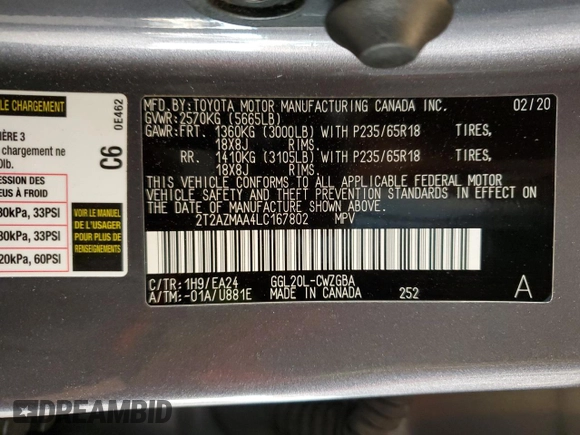 LE CHARGEMENT
IÈRE 3
chargement ne
0lb.
C6
0E462
ESSION DES
EUS À FROID
30kPa, 33PSI
30kPa, 33PSI
20kPa, 60PSI
VOIR LE MANUEL
DE L'USAGER
POUR PLUS DE
RENSEIGNEMENTS
MFD.BY:TOYOTA MOTOR MANUFACTURING CANADA INC. 02/20
GVWR:2570KG (5665LB)
GAWR:FRT. 1360KG (3000LB) WITH P235/65R18 TIRES,
18X8J RIMS.
RR. 1410KG (3105LB) WITH P235/65R18 TIRES,
18X8J RIMS.
THIS VEHICLE CONFORMS TO ALL APPLICABLE FEDERAL MOTOR
VEHICLE SAFETY AND THEFT PREVENTION STANDARDS IN EFFECT
ON THE DATE OF MANUFACTURE SHOWN ABOVE.
2T2AZMAA4LC167802 MPV
C/TR:1H9/EA24 GGL20L-CWZGBA
A/TM:-01A/U881E MADE IN CANADA 252 A
DREAMBID